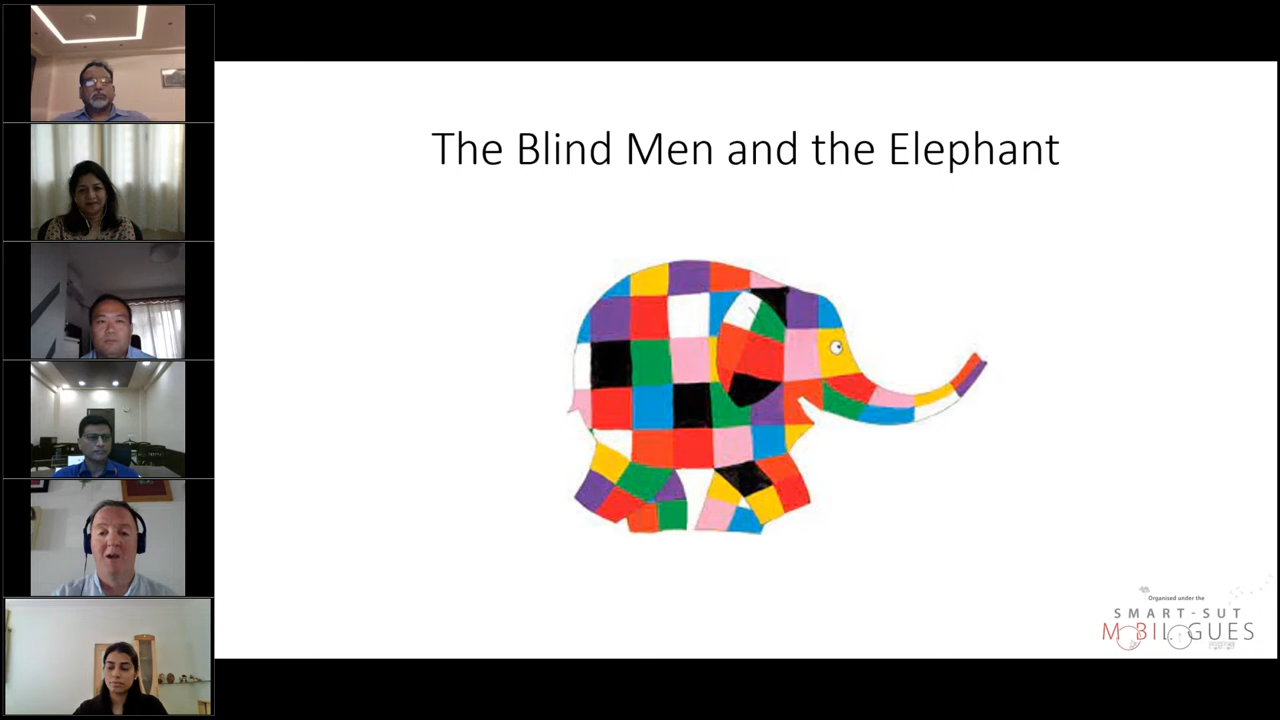 The Blind Men and the Elephant
Organised under the
SMART-SUT
MOBILOGUES